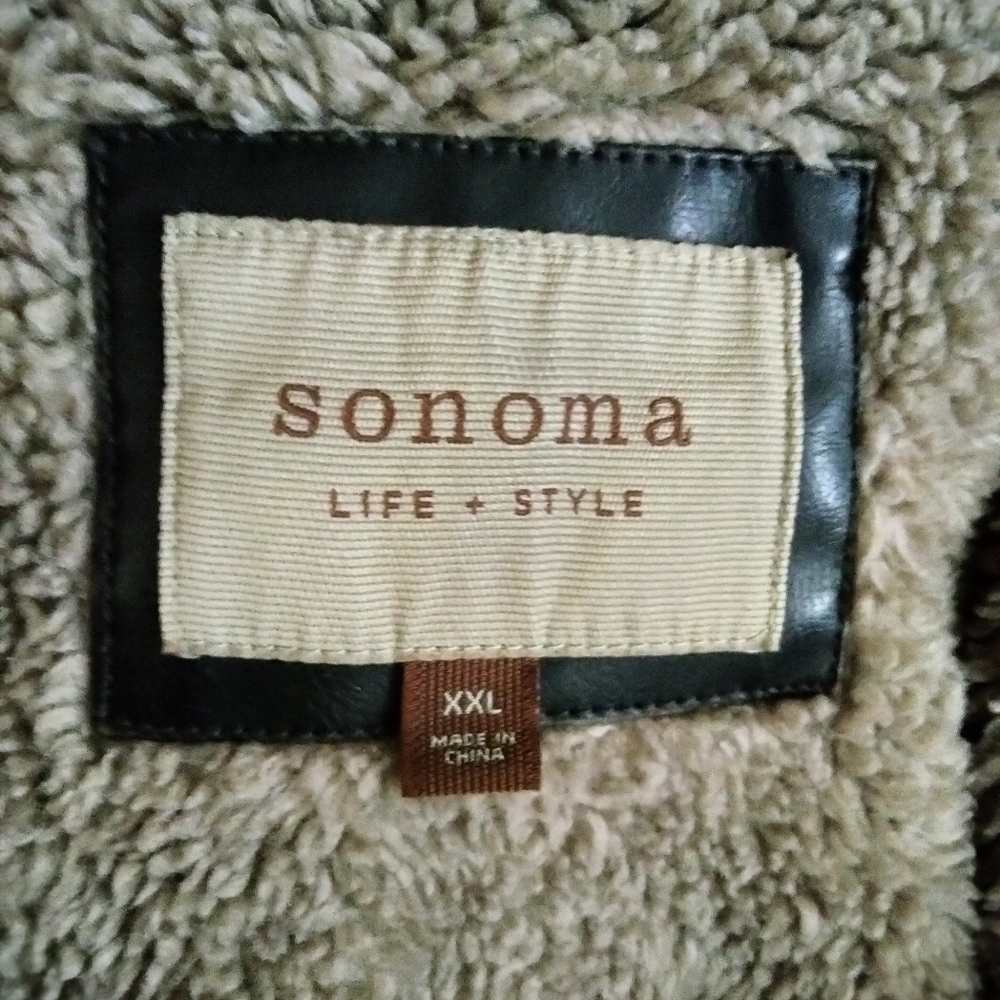 sonoma
LIFE + STYLE
XXL
MADE IN
CHINA